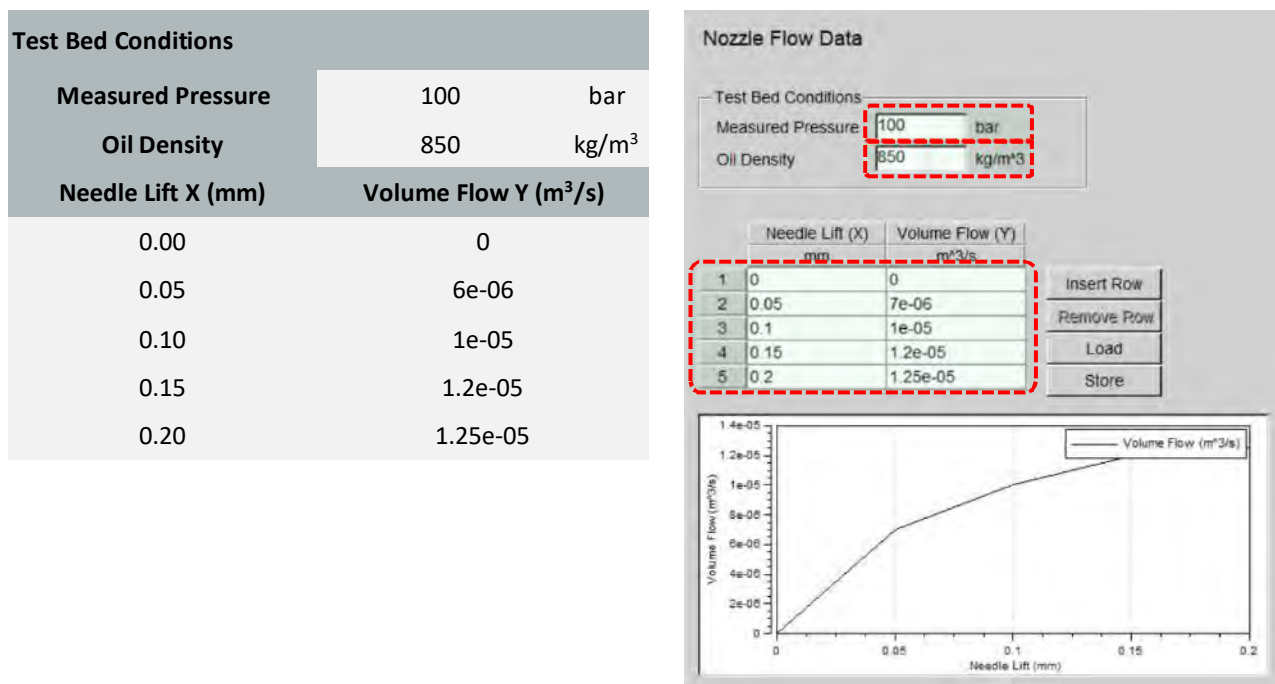 Test Bed Conditions
Measured Pressure 100 bar
Oil Density 850 kg/m³
Needle Lift X (mm) Volume Flow Y (m³/s)
0.00 0
0.05 6e-06
0.10 1e-05
0.15 1.2e-05
0.20 1.25e-05
Nozzle Flow Data
Test Bed Conditions
Measured Pressure 100 bar
Oil Density 850 kg/m^3
Needle Lift (X) Volume Flow (Y)
mm m^3/s
1 0 0
2 0.05 7e-06
3 0.1 1e-05
4 0.15 1.2e-05
5 0.2 1.25e-05
Insert Row
Remove Row
Load
Store
Volume Flow (m^3/s)
1.4e-05
1.2e-05
1e-05
8e-06
6e-06
4e-06
2e-06
0
Volume Flow (m^3/s)
0 0.05 0.1 0.15 0.2
Needle Lift (mm)